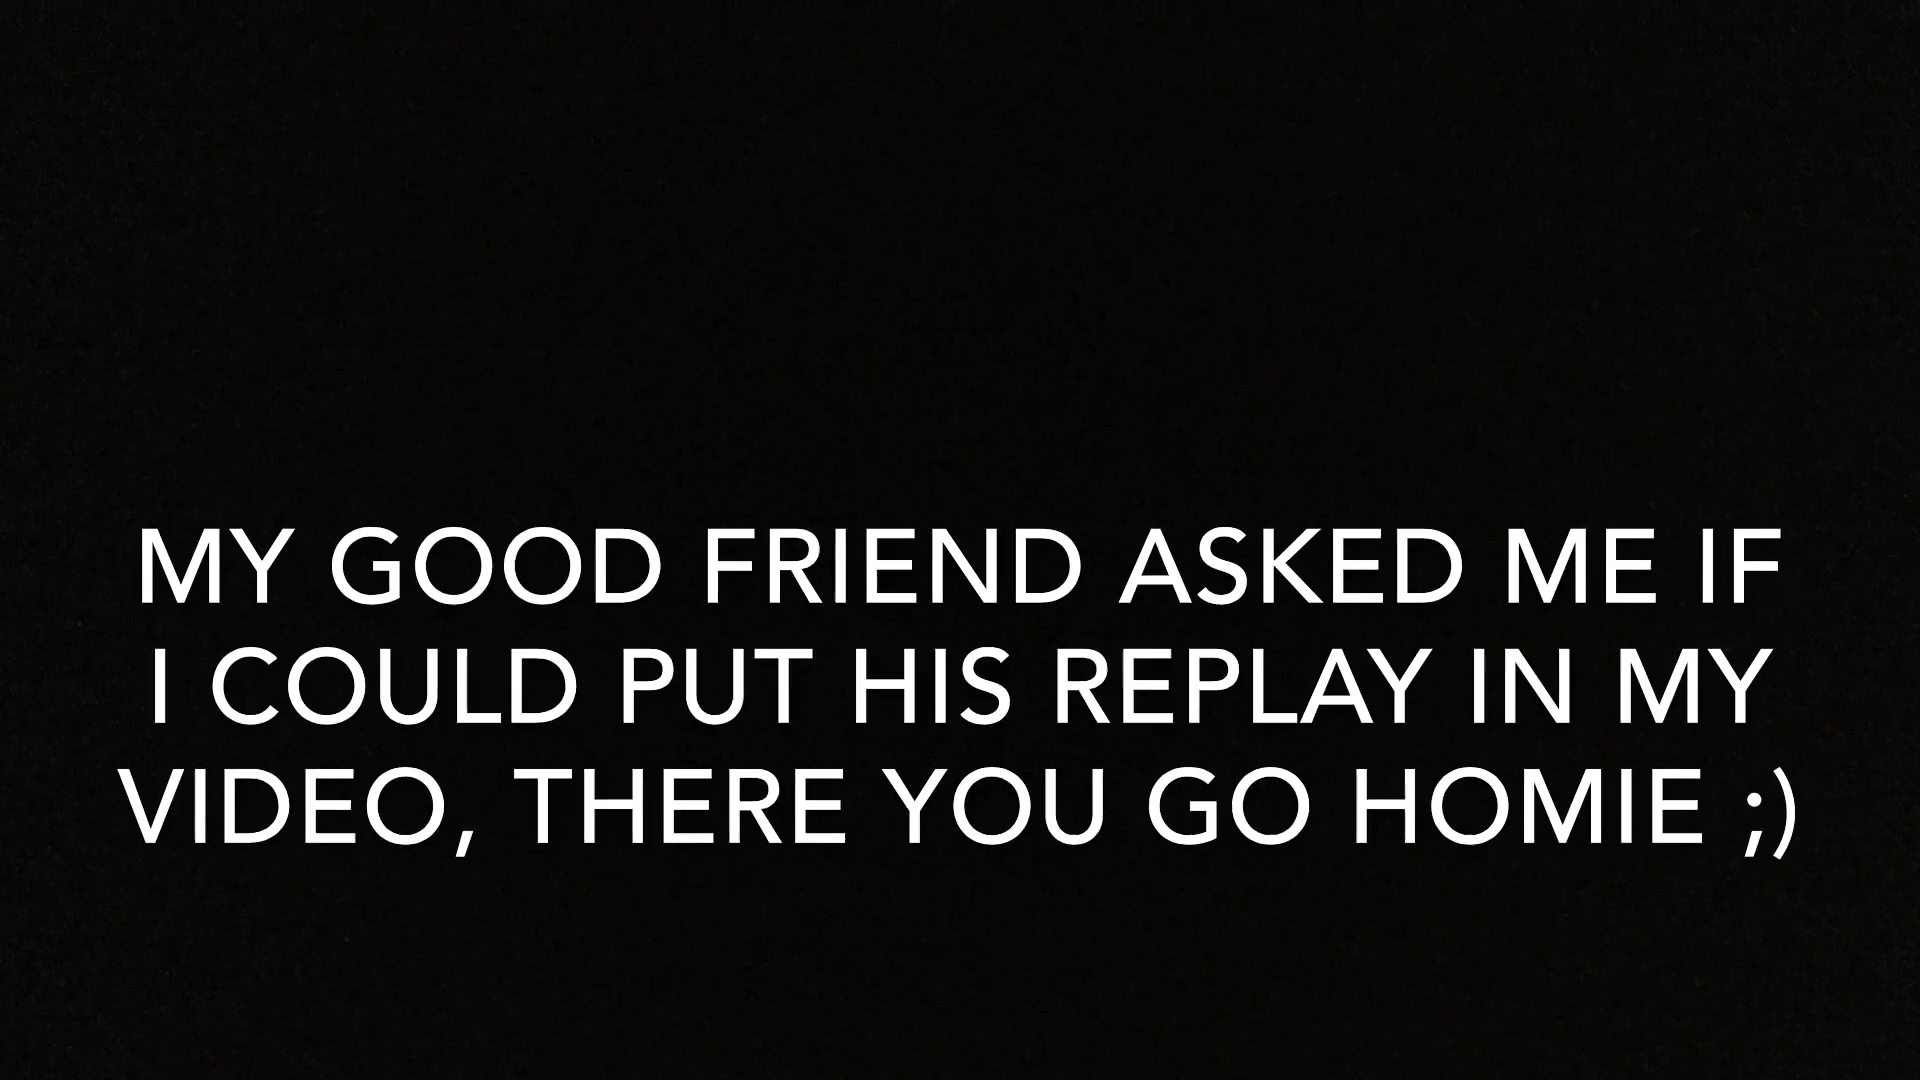 MY GOOD FRIEND ASKED ME IF
I COULD PUT HIS REPLAY IN MY
VIDEO, THERE YOU GO HOMIE ;)